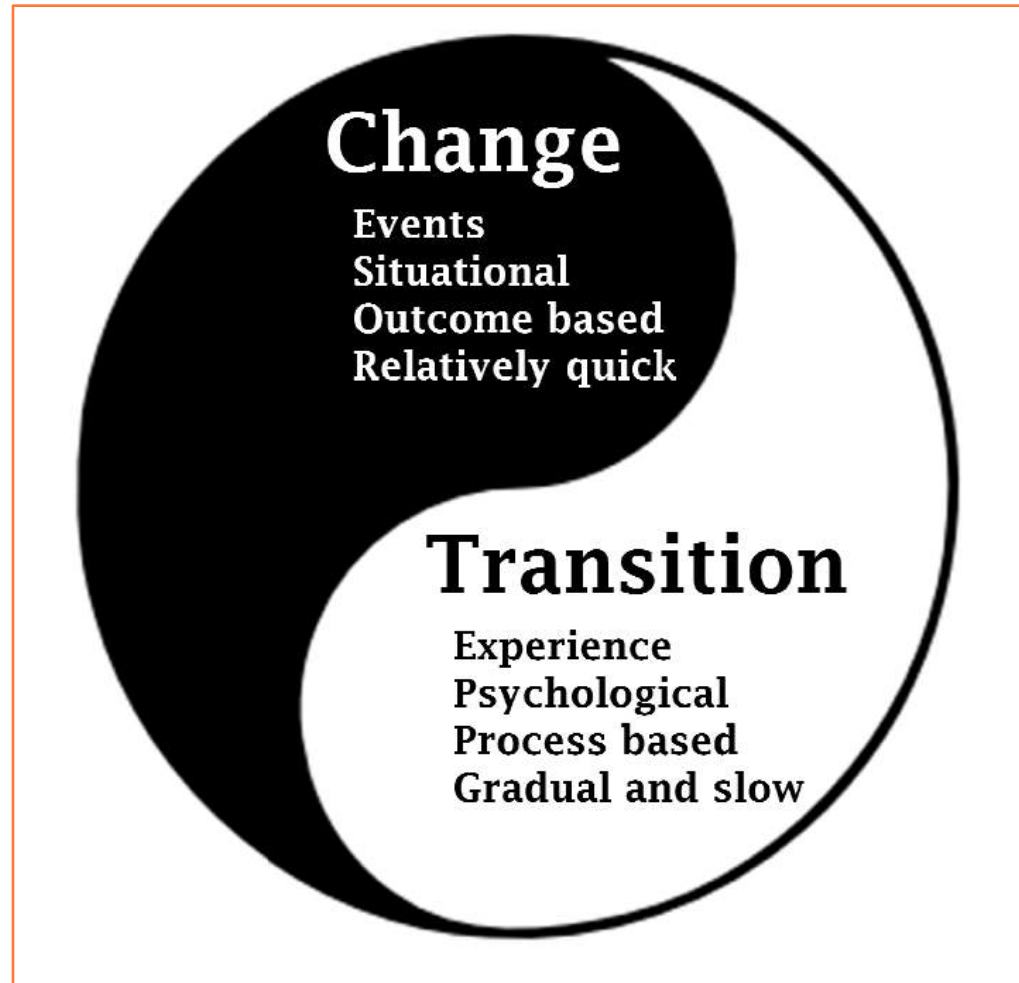 Change
Events
Situational
Outcome based
Relatively quick
Transition
Experience
Psychological
Process based
Gradual and slow